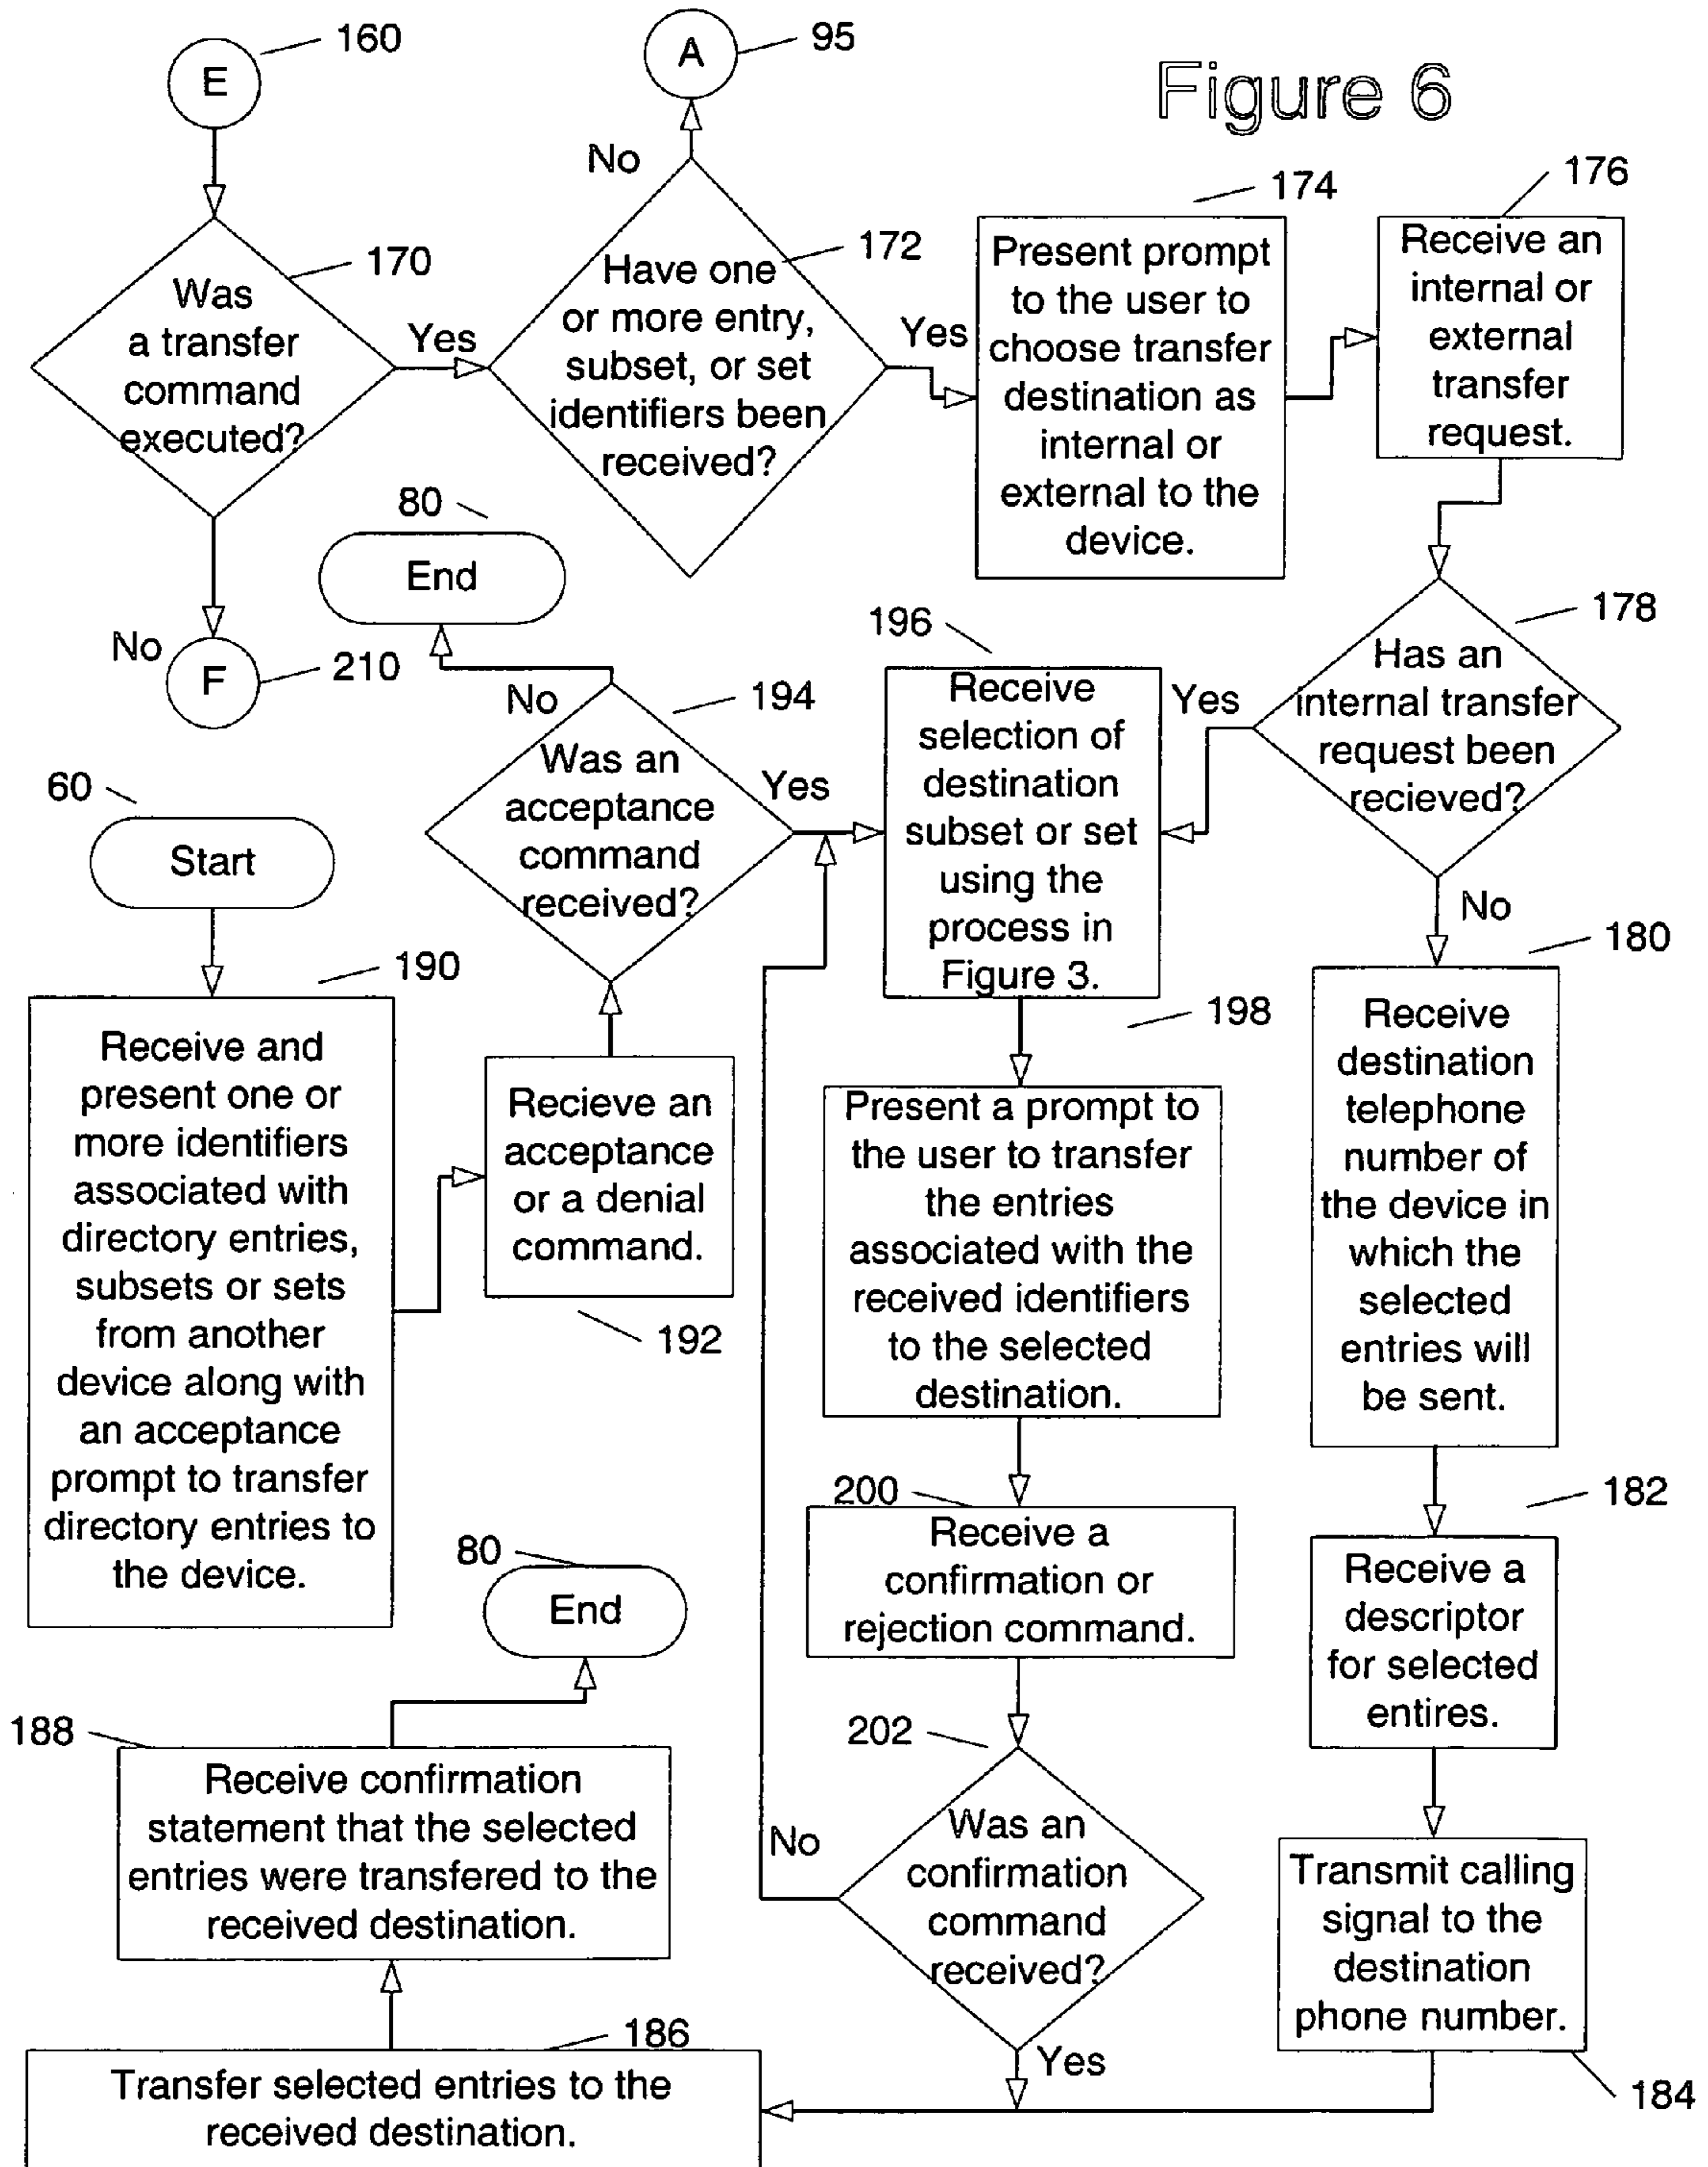 Figure 6
E
160
A
95
Was
a transfer
command
executed?
170
Yes
No
F
210
Have one
or more entry,
subset, or set
identifiers been
received?
172
No
Yes
174
Present prompt
to the user to
choose transfer
destination as
internal or
external to the
device.
176
Receive an
internal or
external
transfer
request.
178
Has an
internal transfer
request been
recieved?
Yes
No
80
End
No
194
Was an
acceptance
command
received?
Yes
196
Receive
selection of
destination
subset or set
using the
process in
Figure 3.
60
Start
190
Receive and
present one or
more identifiers
associated with
directory entries,
subsets or sets
from another
device along with
an acceptance
prompt to transfer
directory entries to
the device.
Recieve an
acceptance
or a denial
command.
192
198
Present a prompt to
the user to transfer
the entries
associated with the
received identifiers
to the selected
destination.
180
Receive
destination
telephone
number of
the device in
which the
selected
entries will
be sent.
200
Receive a
confirmation or
rejection command.
182
Receive a
descriptor
for selected
entires.
80
End
188
Receive confirmation
statement that the selected
entries were transfered to the
received destination.
202
Was an
confirmation
command
received?
No
Yes
Transmit calling
signal to the
destination
phone number.
184
186
Transfer selected entries to the
received destination.